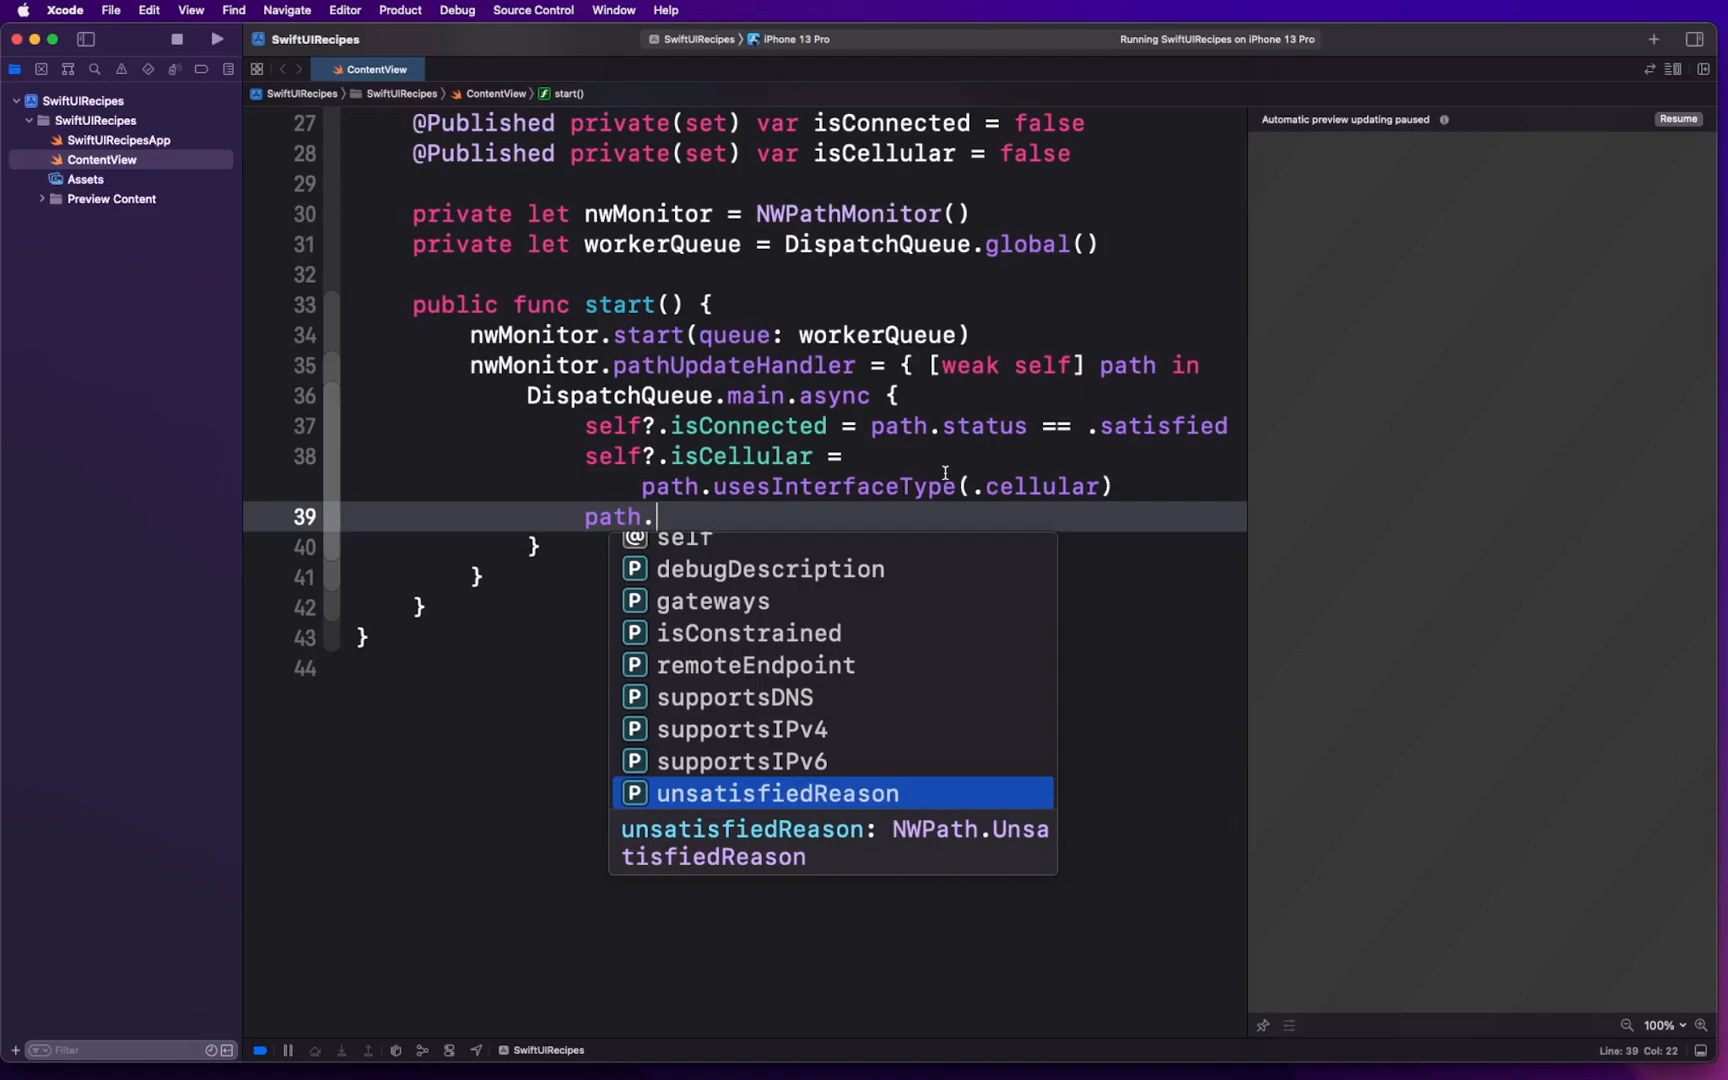 Xcode File Edit View Find Navigate Editor Product Debug Source Control Window Help
SwiftUIRecipes
SwiftUIRecipes iPhone 13 Pro
Running SwiftUIRecipes on iPhone 13 Pro
ContentView
SwiftUIRecipes SwiftUIRecipes ContentView start()
SwiftUIRecipes
SwiftUIRecipes
SwiftUIRecipesApp
ContentView
Assets
Preview Content
27 @Published private(set) var isConnected = false
28 @Published private(set) var isCellular = false
29
30 private let nwMonitor = NWPathMonitor()
31 private let workerQueue = DispatchQueue.global()
32
33 public func start() {
34 nwMonitor.start(queue: workerQueue)
35 nwMonitor.pathUpdateHandler = { [weak self] path in
36 DispatchQueue.main.async {
37 self?.isConnected = path.status == .satisfied
38 self?.isCellular =
path.usesInterfaceType(.cellular)
39 path.
40 }
41 }
42 }
43 }
44
@ self
P debugDescription
P gateways
P isConstrained
P remoteEndpoint
P supportsDNS
P supportsIPv4
P supportsIPv6
P unsatisfiedReason
unsatisfiedReason: NWPath.Unsa
tisfiedReason
Automatic preview updating paused
Resume
100%
Filter
SwiftUIRecipes
Line: 39 Col: 22